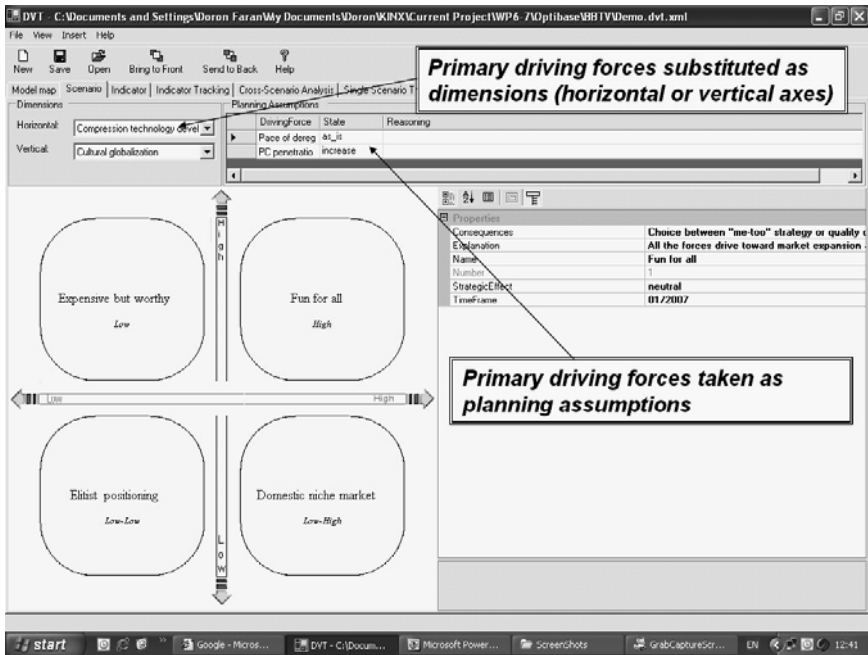 DVT - C:\Documents and Settings\Doron Faran\My Documents\Doron\KINX\Current Project\WP6-7\Optibase\BBTV\Demo.dvt.xml
File View Insert Help
New Save Open Bring to Front Send to Back Help
Model map Scenario Indicator Indicator Tracking Cross-Scenario Analysis Single Scenario T
Primary driving forces substituted as
dimensions (horizontal or vertical axes)
Dimensions
Horizontal: Compression technology devel
Vertical: Cultural globalization
Planning Assumptions
DrivingForce State Reasoning
Pace of dereg as_is
PC penetratio increase
High
Low
Low High
Expensive but worthy
Low
Fun for all
High
Elitist positioning
Low-Low
Domestic niche market
Low-High
Properties
Consequences Choice between "me-too" strategy or quality
Explanation All the forces drive toward market expansion
Name Fun for all
Number 1
StrategicEffect neutral
TimeFrame 01/2007
Primary driving forces taken as
planning assumptions
start Google - Micros... DVT - C:\Docum... Microsoft Power... ScreenShots GrabCaptureScr... EN 12:41